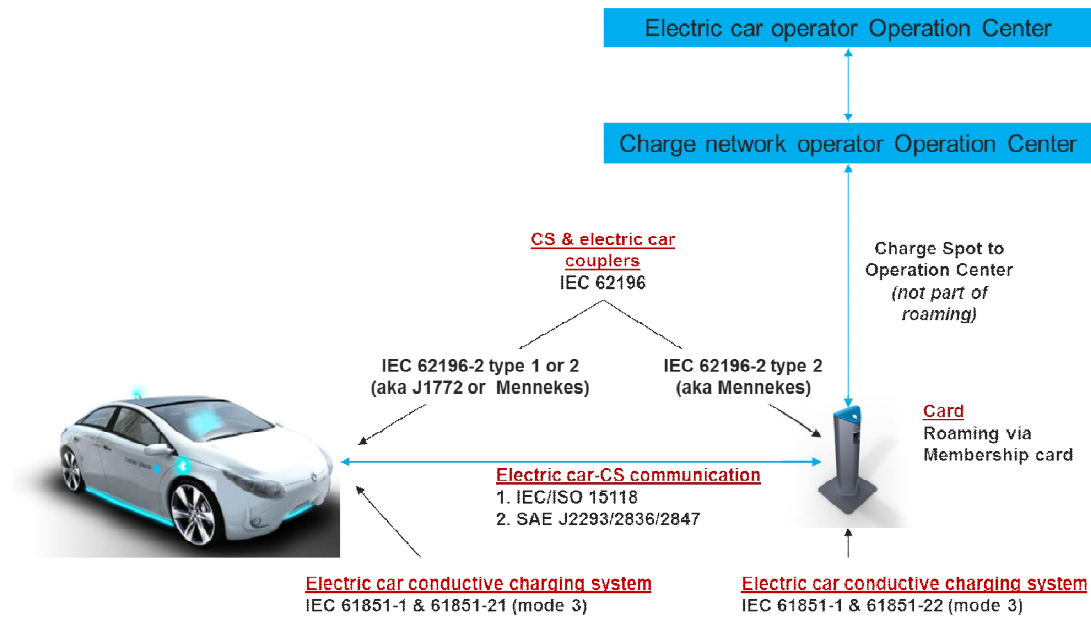 Electric car operator Operation Center
Charge network operator Operation Center
CS & electric car
couplers
IEC 62196
Charge Spot to
Operation Center
(not part of
roaming)
IEC 62196-2 type 1 or 2
(aka J1772 or Mennekes)
IEC 62196-2 type 2
(aka Mennekes)
Card
Roaming via
Membership card
Electric car-CS communication
1. IEC/ISO 15118
2. SAE J2293/2836/2847
Electric car conductive charging system
IEC 61851-1 & 61851-21 (mode 3)
Electric car conductive charging system
IEC 61851-1 & 61851-22 (mode 3)